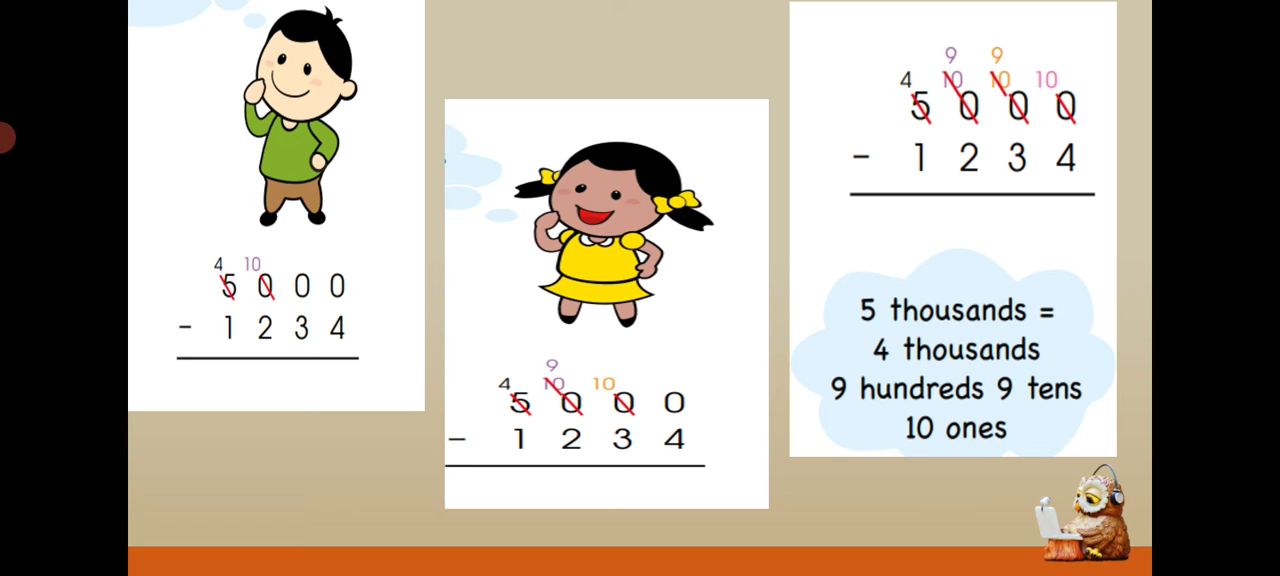 4 10
5 0 0 0
- 1 2 3 4
9
4 10 10
5 0 0 0
- 1 2 3 4
9 9
4 10 10 10
5 0 0 0
- 1 2 3 4
5 thousands =
4 thousands
9 hundreds 9 tens
10 ones